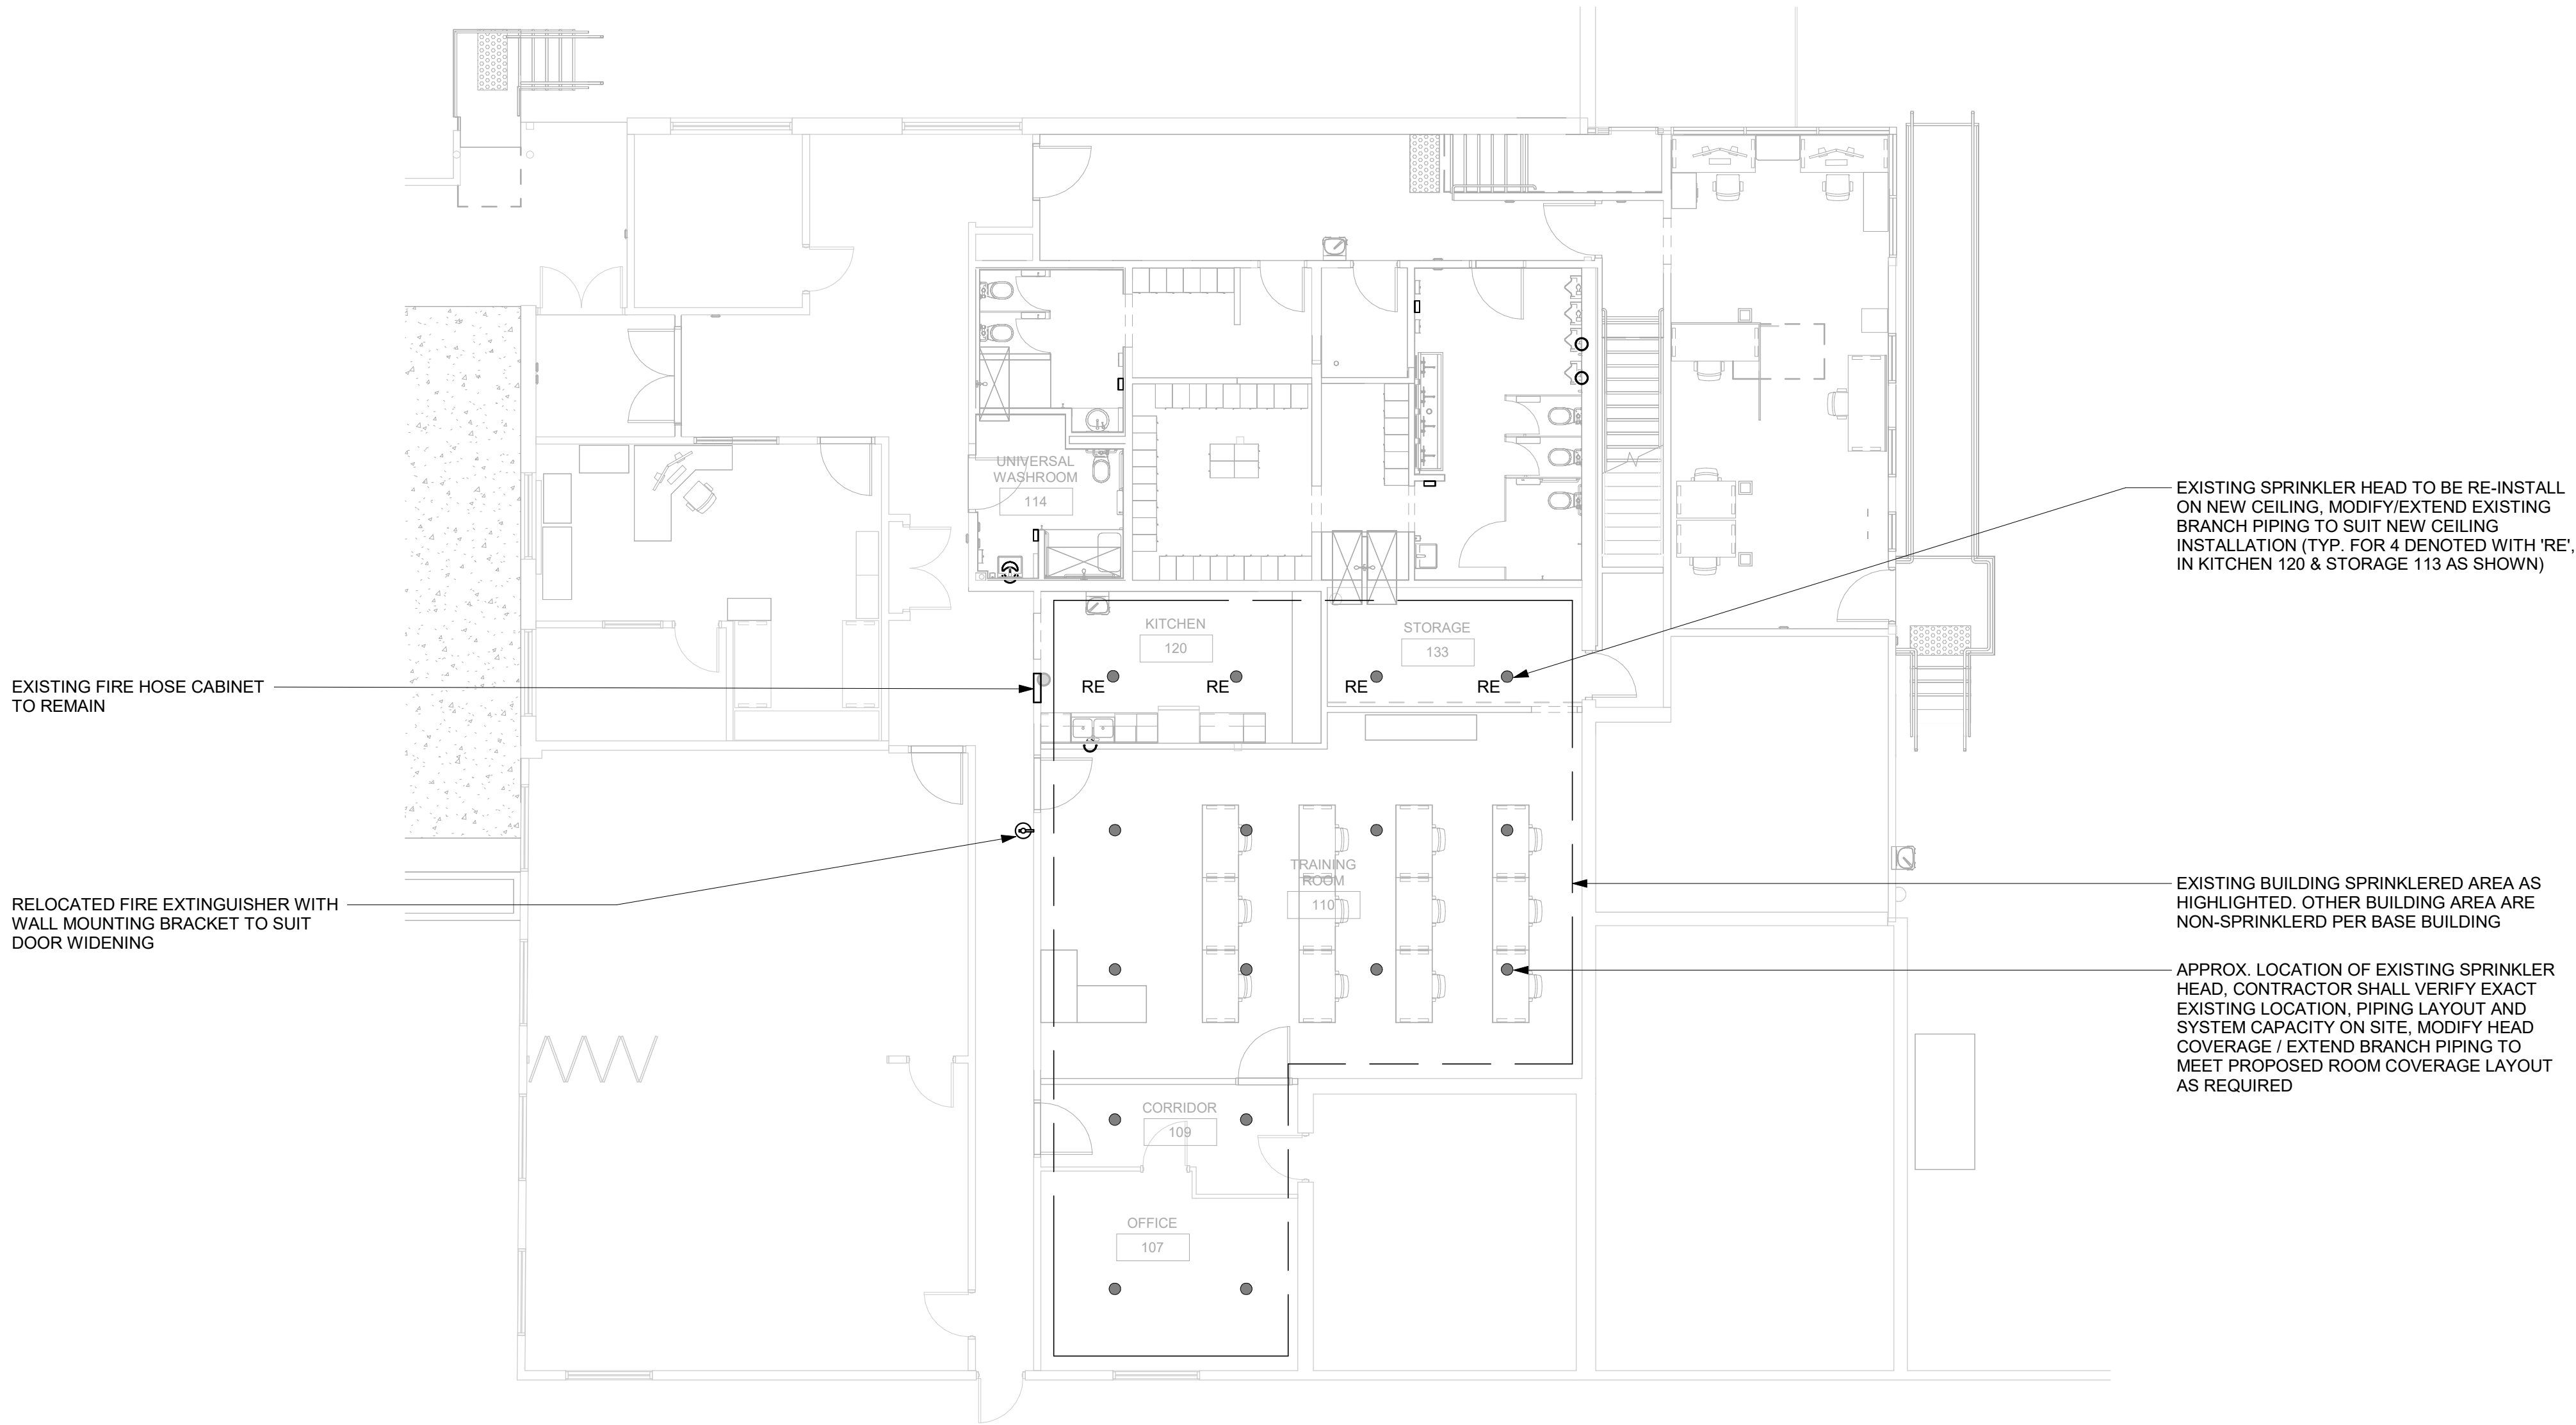 UNIVERSAL
WASHROOM
114
EXISTING SPRINKLER HEAD TO BE RE-INSTALL
ON NEW CEILING, MODIFY/EXTEND EXISTING
BRANCH PIPING TO SUIT NEW CEILING
INSTALLATION (TYP. FOR 4 DENOTED WITH 'RE',
IN KITCHEN 120 & STORAGE 113 AS SHOWN)
KITCHEN
120
STORAGE
133
EXISTING FIRE HOSE CABINET
TO REMAIN
RE
RE
RE
RE
TRAINING
ROOM
110
RELOCATED FIRE EXTINGUISHER WITH
WALL MOUNTING BRACKET TO SUIT
DOOR WIDENING
EXISTING BUILDING SPRINKLERED AREA AS
HIGHLIGHTED. OTHER BUILDING AREA ARE
NON-SPRINKLERD PER BASE BUILDING
APPROX. LOCATION OF EXISTING SPRINKLER
HEAD, CONTRACTOR SHALL VERIFY EXACT
EXISTING LOCATION, PIPING LAYOUT AND
SYSTEM CAPACITY ON SITE, MODIFY HEAD
COVERAGE / EXTEND BRANCH PIPING TO
MEET PROPOSED ROOM COVERAGE LAYOUT
AS REQUIRED
CORRIDOR
109
OFFICE
107